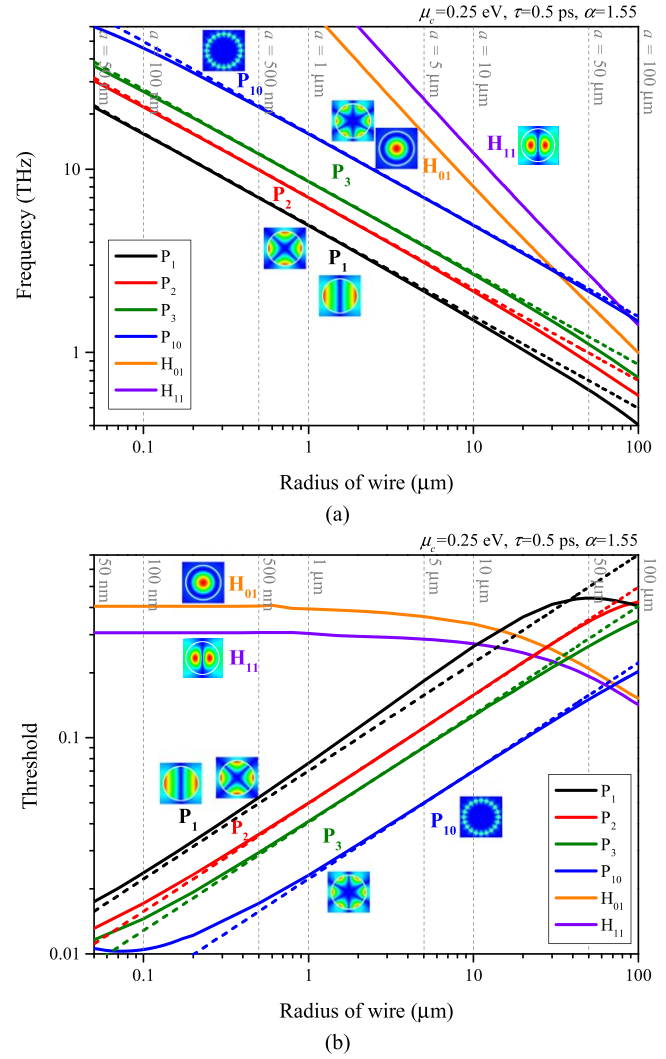 μc=0.25 eV, τ=0.5 ps, α=1.55
a = 50 nm
a = 100 nm
a = 500 nm
a = 1 μm
a = 5 μm
a = 10 μm
a = 50 μm
a = 100 μm
P10
H11
H01
P3
P2
P1
10
1
Frequency (THz)
P1
P2
P3
P10
H01
H11
0.1
1
10
100
Radius of wire (μm)
(a)
μc=0.25 eV, τ=0.5 ps, α=1.55
50 nm
100 nm
500 nm
1 μm
5 μm
10 μm
50 μm
100 μm
H01
H11
P1
P2
P3
P10
0.1
0.01
Threshold
P1
P2
P3
P10
H01
H11
0.1
1
10
100
Radius of wire (μm)
(b)